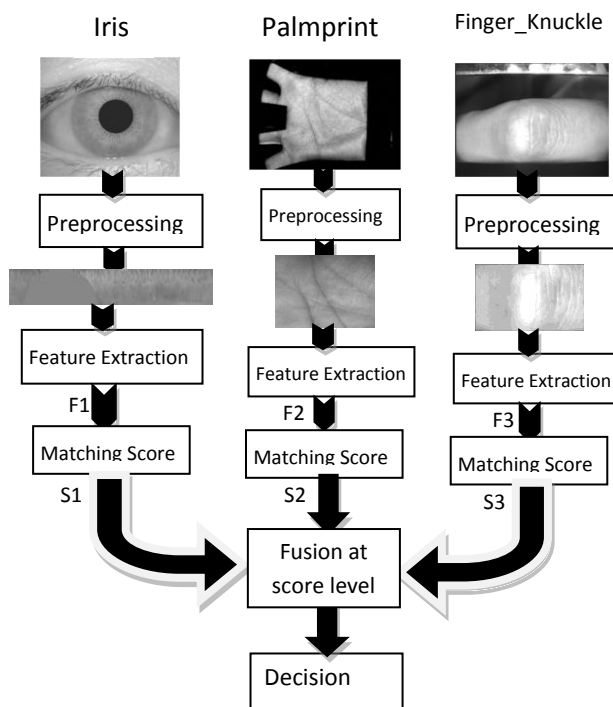 Iris
Palmprint
Finger_Knuckle
Preprocessing
Preprocessing
Preprocessing
Feature Extraction
Feature Extraction
Feature Extraction
F1
F2
F3
Matching Score
Matching Score
Matching Score
S1
S2
S3
Fusion at
score level
Decision